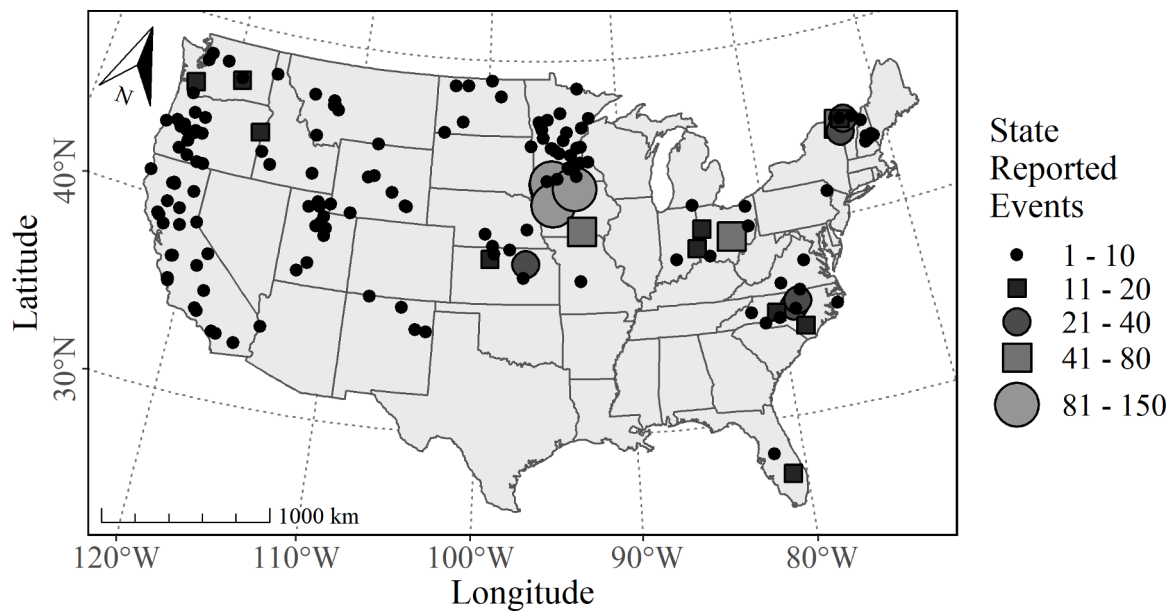 N
40°N
30°N
Latitude
1000 km
120°W
110°W
100°W
90°W
80°W
Longitude
State
Reported
Events
1 - 10
11 - 20
21 - 40
41 - 80
81 - 150